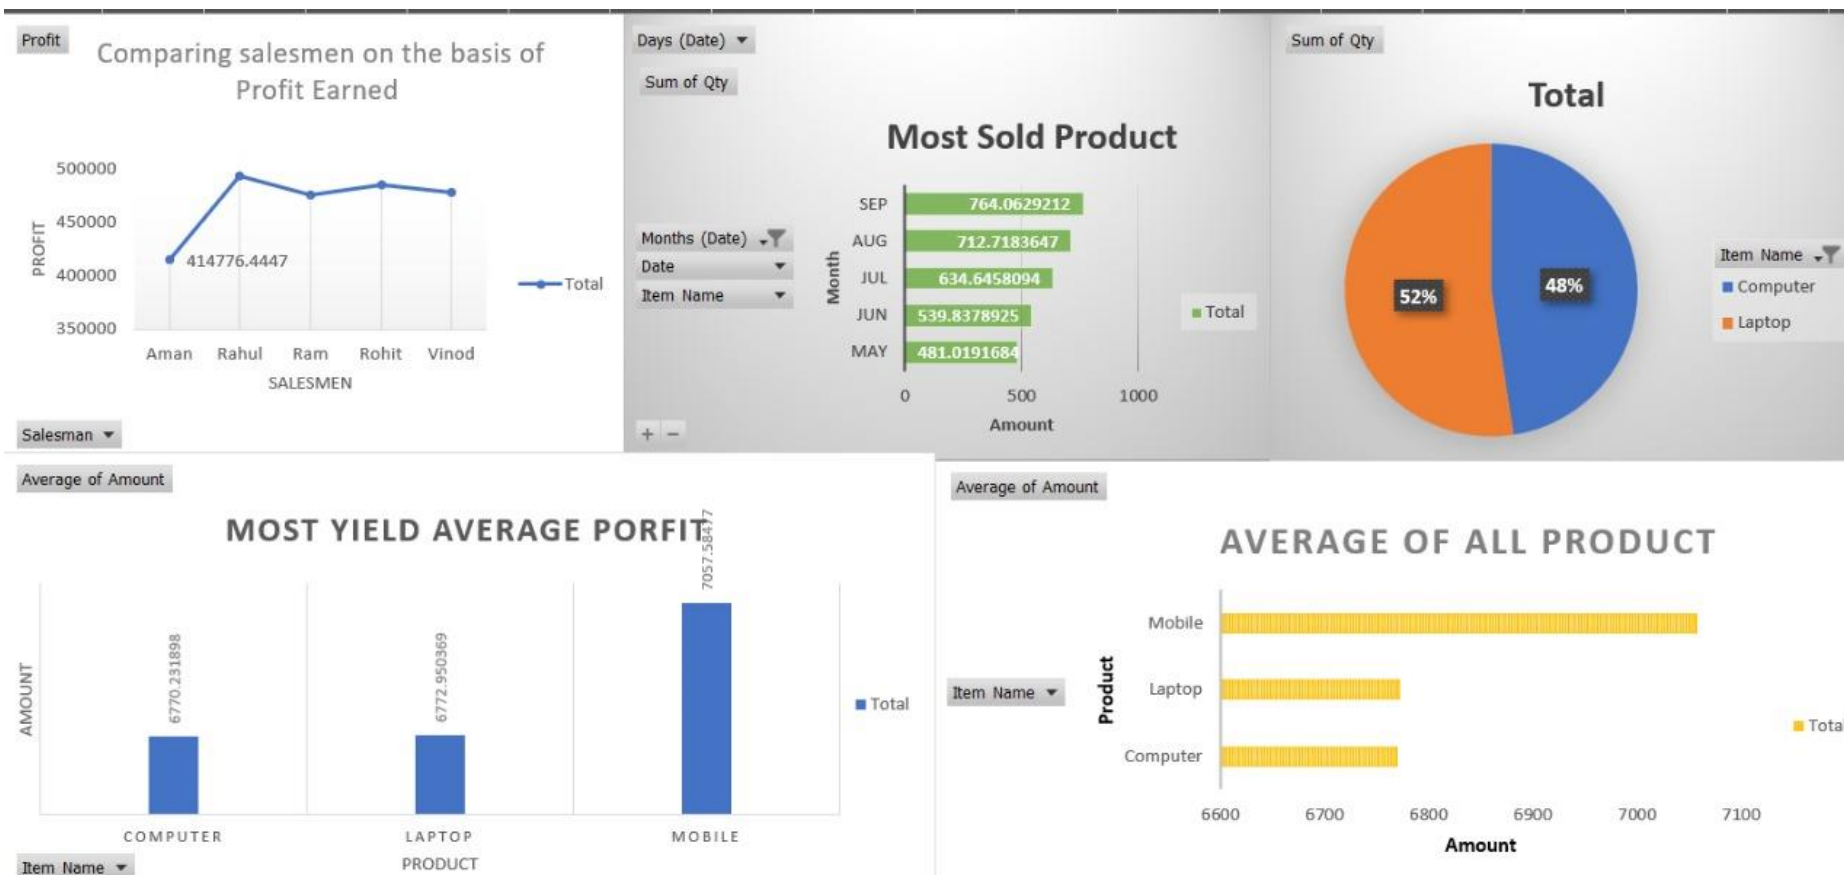 Profit
Comparing salesmen on the basis of
Profit Earned
500000
450000
400000
350000
PROFIT
414776.4447
Total
Aman Rahul Ram Rohit Vinod
SALESMEN
Salesman
Days (Date)
Sum of Qty
Most Sold Product
Months (Date)
Date
Item Name
Month
SEP 764.0629212
AUG 712.7183647
JUL 634.6458094
JUN 539.8378925
MAY 481.0191684
0 500 1000
Amount
Total
+ −
Sum of Qty
Total
52% 48%
Item Name
Computer
Laptop
Average of Amount
MOST YIELD AVERAGE PORFIT
AMOUNT
6770.231898
6772.950369
7057.58477
Total
COMPUTER LAPTOP MOBILE
PRODUCT
Item Name
Average of Amount
AVERAGE OF ALL PRODUCT
Item Name
Product
Mobile
Laptop
Computer
6600 6700 6800 6900 7000 7100
Amount
Tota